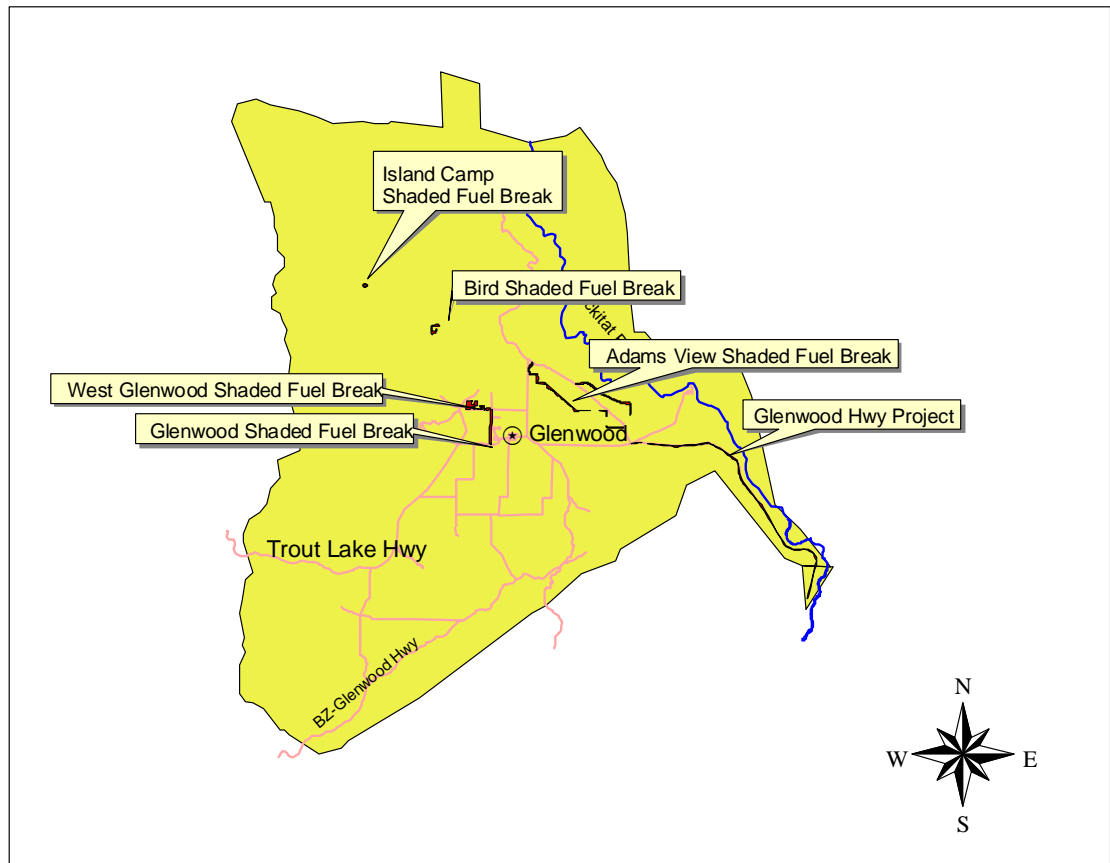 Island Camp
Shaded Fuel Break
Bird Shaded Fuel Break
Adams View Shaded Fuel Break
West Glenwood Shaded Fuel Break
Glenwood Hwy Project
Glenwood Shaded Fuel Break
Glenwood
Trout Lake Hwy
BZ-Glenwood Hwy
N
W
E
S